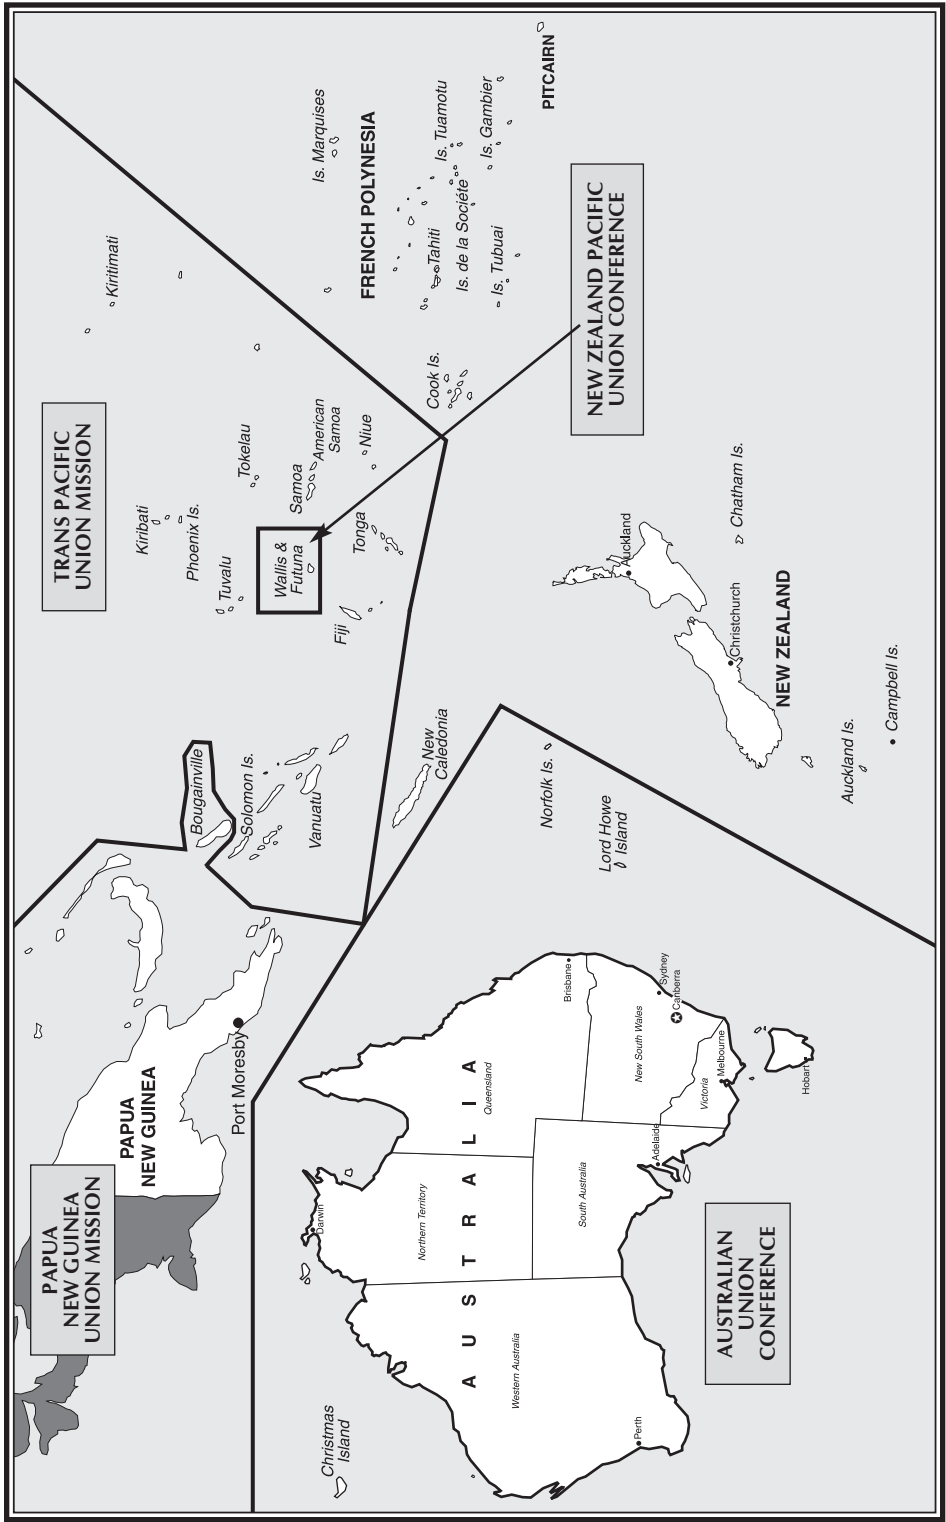 PAPUA
NEW GUINEA
UNION MISSION
TRANS PACIFIC
UNION MISSION
Kiritimati
PAPUA
NEW GUINEA
Kiribati
Phoenix Is.
Bougainville
Port Moresby
Solomon Is.
Tuvalu
Tokelau
Wallis &
Futuna
Samoa
American
Samoa
Vanuatu
Fiji
Tonga
Niue
Is. Marquises
FRENCH POLYNESIA
Christmas
Island
Darwin
New
Caledonia
Cook Is.
Tahiti
Is. Tuamotu
Is. de la Sociéte
Is. Gambier
Is. Tubuai
PITCAIRN
Northern Territory
AUSTRALIA
Queensland
Western Australia
Norfolk Is.
Brisbane
South Australia
Lord Howe
Island
NEW ZEALAND PACIFIC
UNION CONFERENCE
Auckland
Perth
Adelaide
New South Wales
Sydney
Canberra
Victoria
Melbourne
Christchurch
Chatham Is.
AUSTRALIAN
UNION
CONFERENCE
NEW ZEALAND
Hobart
Auckland Is.
Campbell Is.